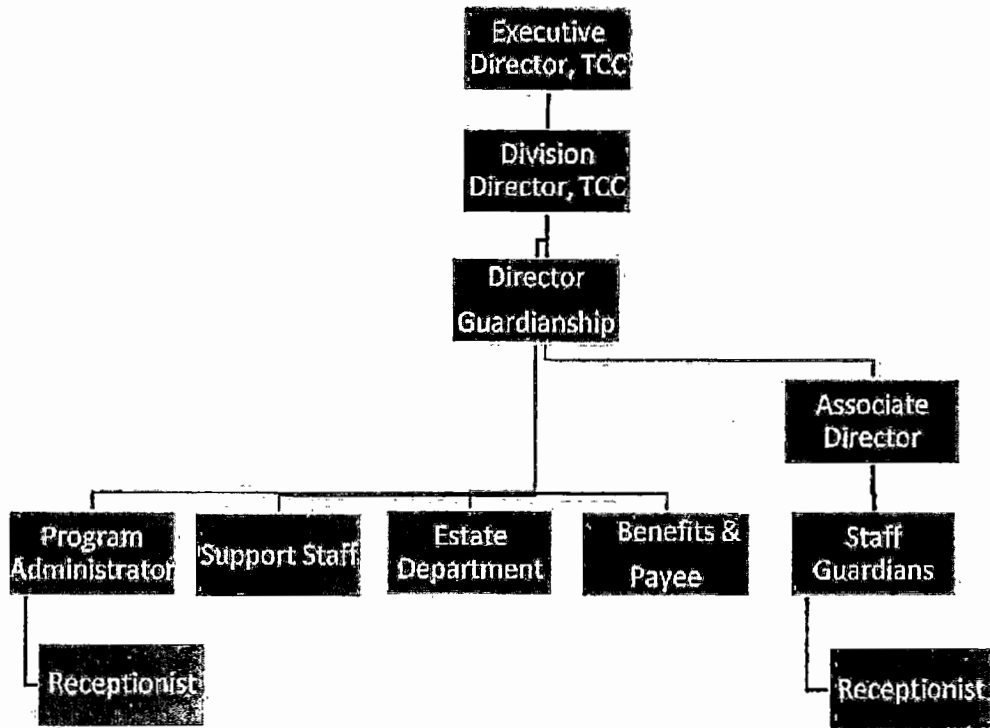 Executive
Director, TCC
Division
Director, TCC
Director
Guardianship
Associate
Director
Program
Administrator
Support Staff
Estate
Department
Benefits &
Payee
Staff
Guardians
Receptionist
Receptionist